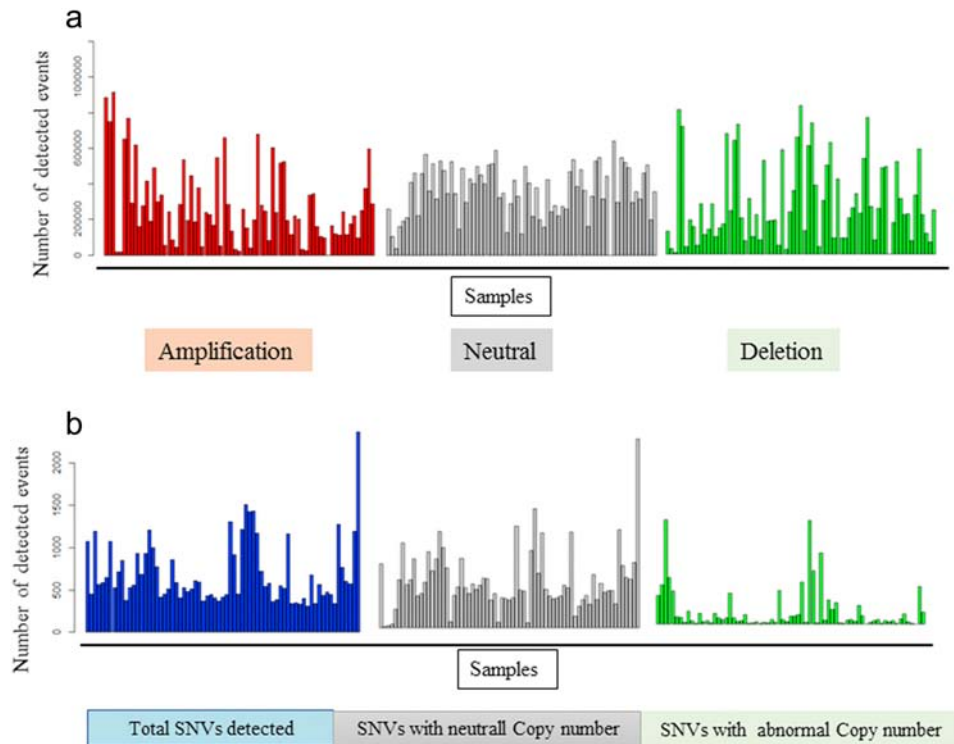 a
Number of detected events
0
200000
600000
1000000
Samples
Amplification
Neutral
Deletion
b
Number of detected events
0
500
1000
1500
2000
Samples
Total SNVs detected
SNVs with neutrall Copy number
SNVs with abnormal Copy number